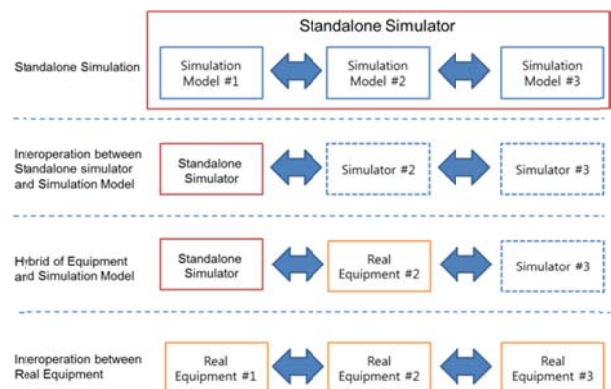 Standalone Simulator
Standalone Simulation
Simulation
Model #1
Simulation
Model #2
Simulation
Model #3
Interoperation between
Standalone simulator
and Simulation Model
Standalone
Simulator
Simulator #2
Simulator #3
Hybrid of Equipment
and Simulation Model
Standalone
Simulator
Real
Equipment #2
Simulator #3
Interoperation between
Real Equipment
Real
Equipment #1
Real
Equipment #2
Real
Equipment #3